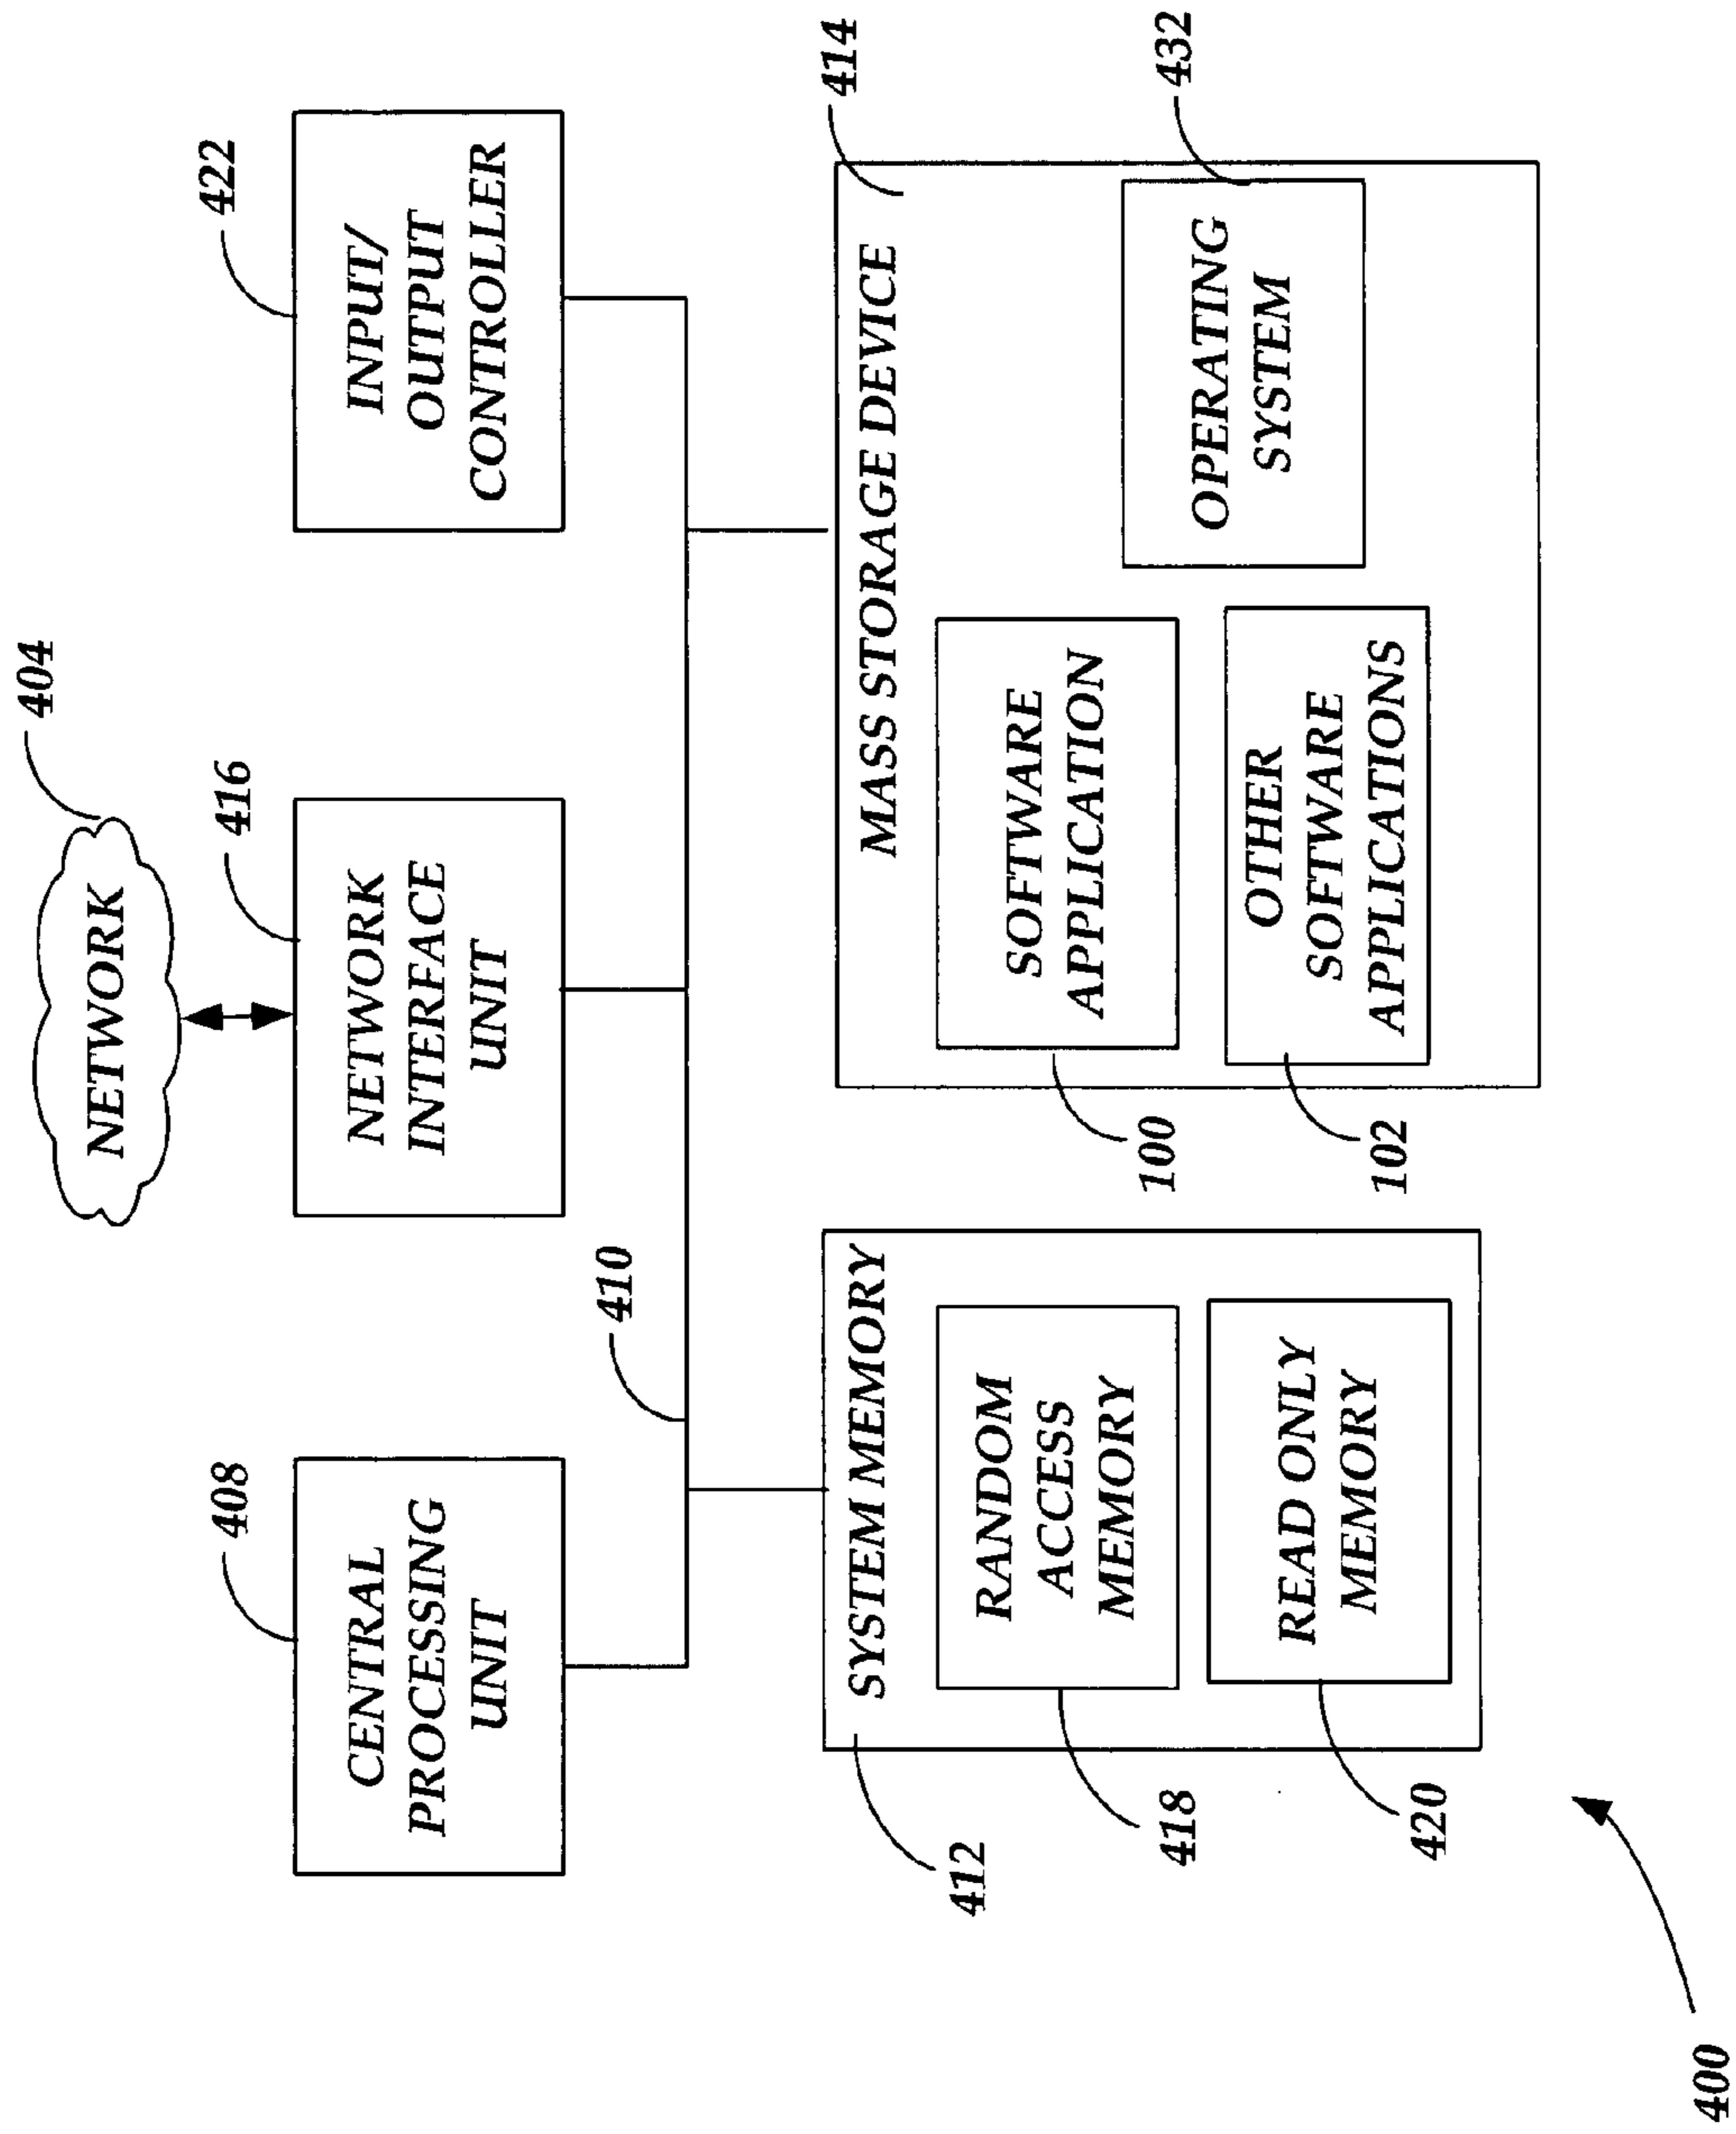 404
NETWORK
408
416
422
CENTRAL
PROCESSING
UNIT
NETWORK
INTERFACE
UNIT
INPUT/
OUTPUT
CONTROLLER
410
414
SYSTEM MEMORY
MASS STORAGE DEVICE
412
RANDOM
ACCESS
MEMORY
418
READ ONLY
MEMORY
420
SOFTWARE
APPLICATION
100
OTHER
SOFTWARE
APPLICATIONS
102
432
OPERATING
SYSTEM
400